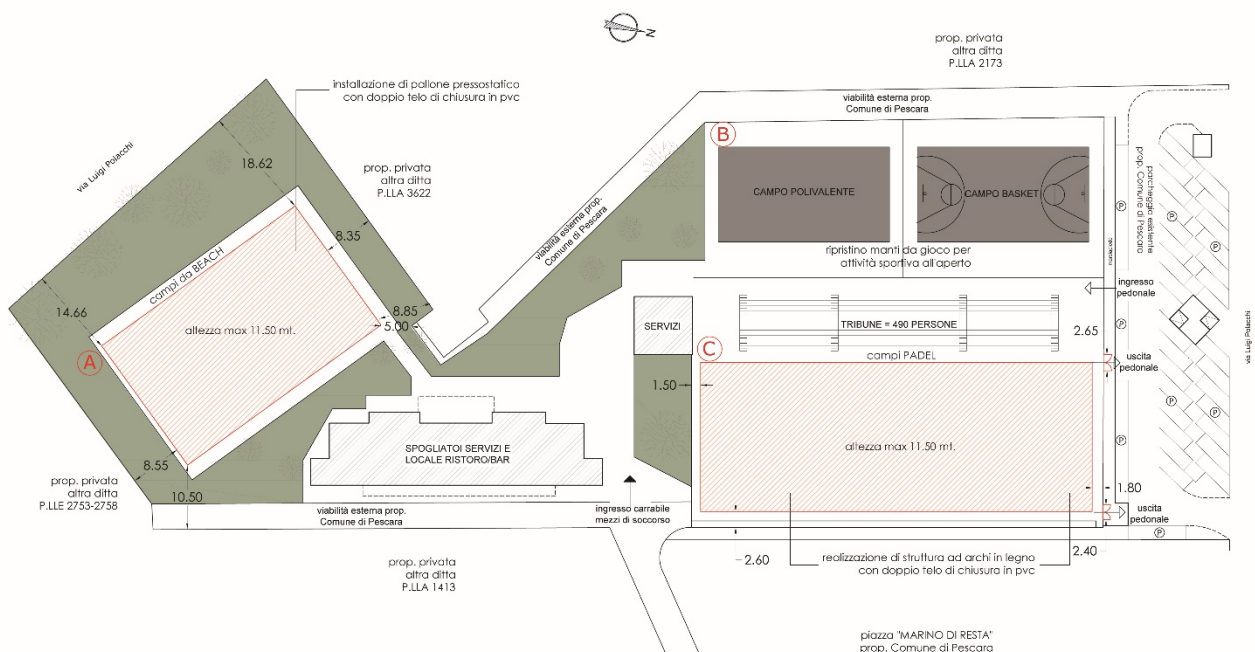 N
prop. privata
altra ditta
P.LLA 2173
installazione di pallone pressostatico
con doppio telo di chiusura in pvc
viabilità esterna prop.
Comune di Pescara
B
via Luigi Polacchi
18.62
prop. privata
altra ditta
P.LLA 3622
CAMPO POLIVALENTE
CAMPO BASKET
parcheggio esistente
prop. Comune di Pescara
P
P
P
P
viabilità esterna prop.
Comune di Pescara
8.35
campi da BEACH
ripristino manti da gioco per
attività sportiva all'aperto
marciapiede
ingresso
pedonale
14.66
8.85
5.00
altezza max 11.50 mt.
SERVIZI
TRIBUNE = 490 PERSONE
2.65
P
via Luigi Polacchi
A
C
campi PADEL
uscita
pedonale
1.50
P
P
SPOGLIATOI SERVIZI E
LOCALE RISTORO/BAR
altezza max 11.50 mt.
P
8.55
10.50
prop. privata
altra ditta
P.LLE 2753-2758
1.80
viabilità esterna prop.
Comune di Pescara
ingresso carrabile
mezzi di soccorso
uscita
pedonale
P
2.60
2.40
realizzazione di struttura ad archi in legno
con doppio telo di chiusura in pvc
prop. privata
altra ditta
P.LLA 1413
piazza "MARINO DI RESTA"
prop. Comune di Pescara